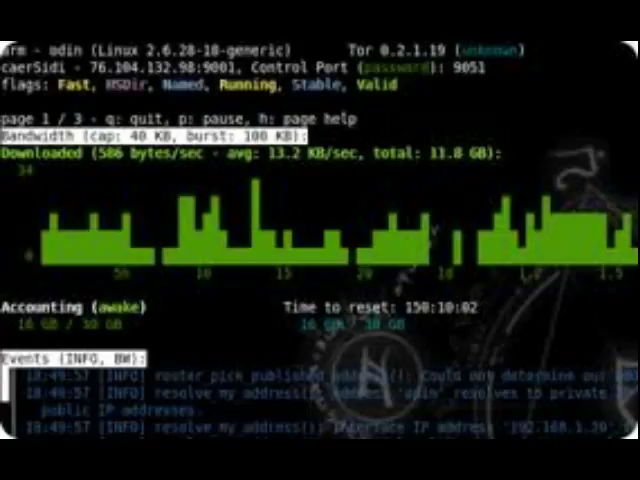 arm - odin (Linux 2.6.28-18-generic) Tor 0.2.1.19 (unknown)
caerSidi - 76.104.132.98:9001, Control Port (password): 9051
flags: Fast, HSDir, Named, Running, Stable, Valid
page 1 / 3 - q: quit, p: pause, h: page help
Bandwidth (cap: 40 KB, burst: 100 KB):
Downloaded (586 bytes/sec - avg: 13.2 KB/sec, total: 11.8 GB):
34
0
5h 10 15 20 1d 1.5
Accounting (awake) Time to reset: 150:10:02
16 GB / 30 GB 16 GB / 30 GB
Events (INFO, BW):
18:49:57 [INFO] router_pick_published_address(): Could not determine our
18:49:57 [INFO] resolve_my_address(): Address 'odin' resolves to private
public IP addresses.
18:49:57 [INFO] resolve_my_address(): Interface IP address '192.168.1.20'